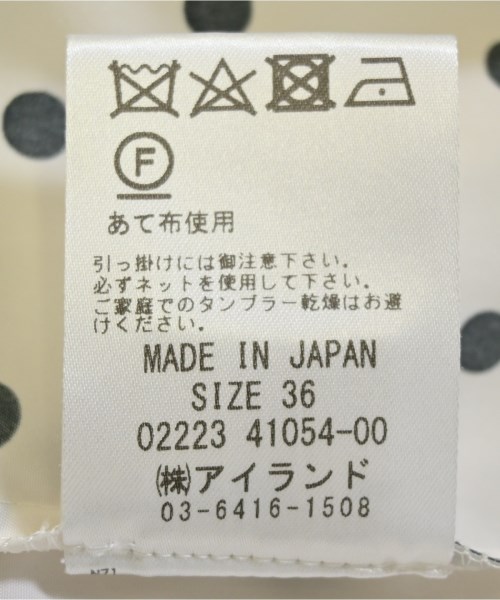 F
あて布使用
引っ掛けには御注意下さい。
必ずネットを使用して下さい。
ご家庭でのタンブラー乾燥はお避
けください。
MADE IN JAPAN
SIZE 36
02223 41054-00
㈱アイランド
03-6416-1508